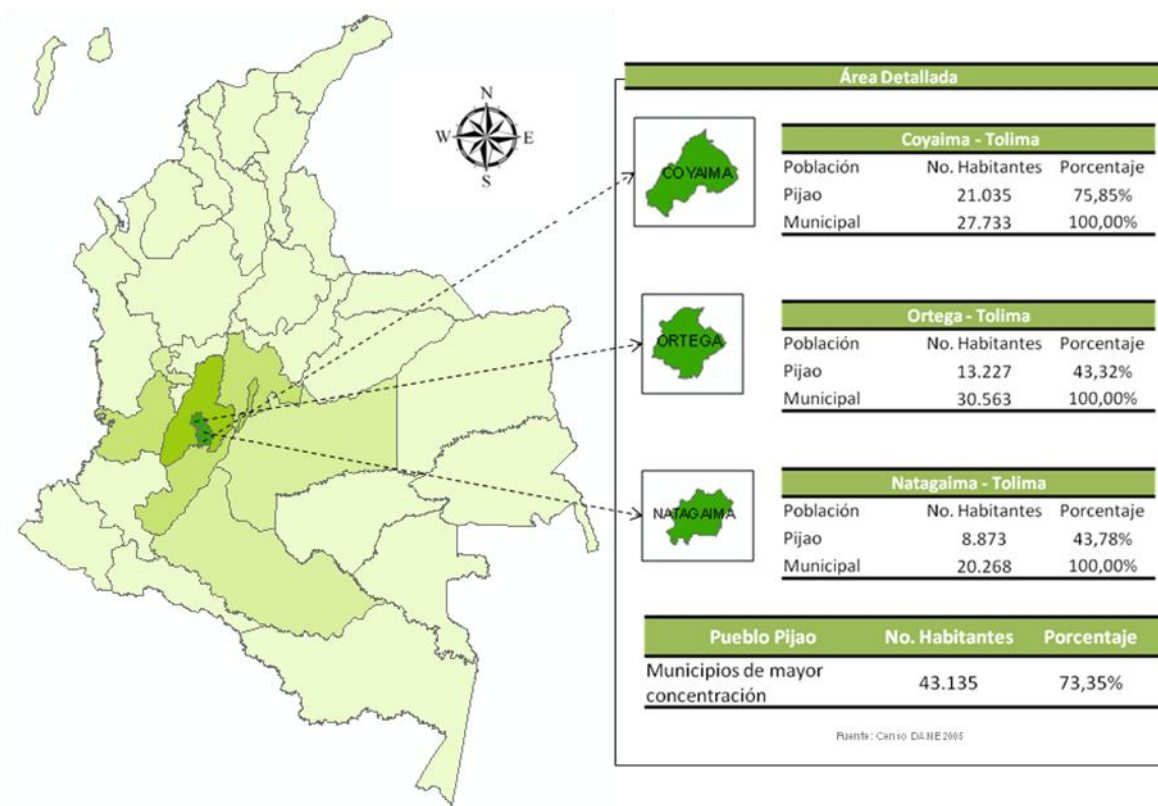 N
W E
S
Área Detallada
COYAIMA
Coyaima - Tolima
Población No. Habitantes Porcentaje
Pijao 21.035 75,85%
Municipal 27.733 100,00%
ORTEGA
Ortega - Tolima
Población No. Habitantes Porcentaje
Pijao 13.227 43,32%
Municipal 30.563 100,00%
NATAGAIMA
Natagaima - Tolima
Población No. Habitantes Porcentaje
Pijao 8.873 43,78%
Municipal 20.268 100,00%
Pueblo Pijao No. Habitantes Porcentaje
Municipios de mayor
concentración 43.135 73,35%
Fuente: Censo DANE 2005